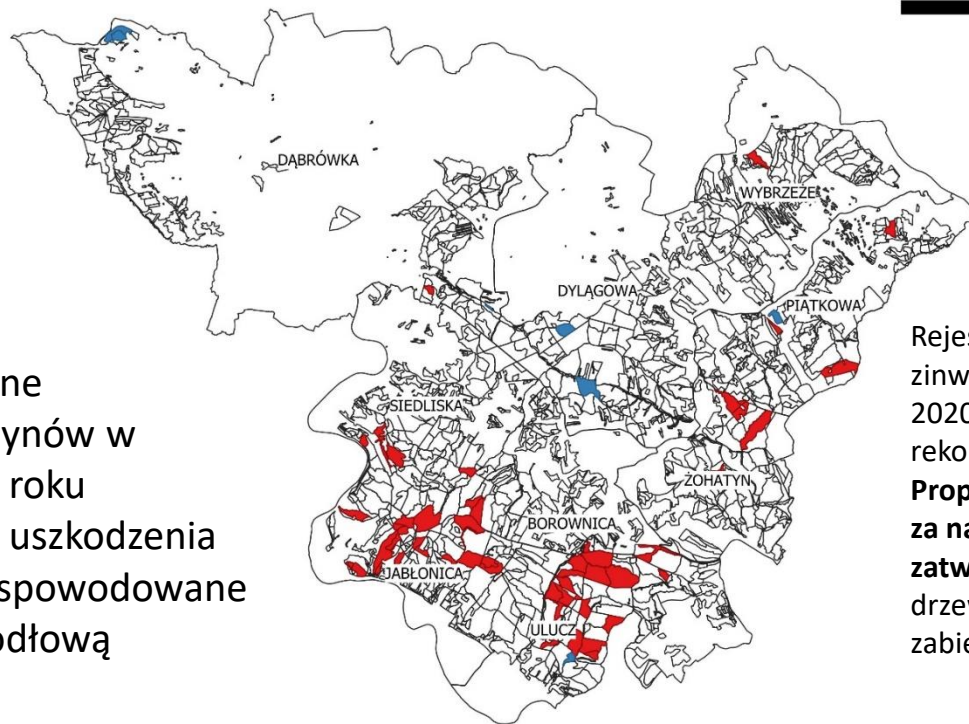 DĄBRÓWKA
WYBRZEŻE
DYLĄGOWA
PIĄTKOWA
SIEDLISKA
ŻOHATYN
BOROWNICA
JABŁONICA
ULUCZ
ne
ynów w
roku
uszkodzenia
spowodowane
odłową
Rejes
zinw
2020
reko
Prop
za na
zatw
drzew
zabie